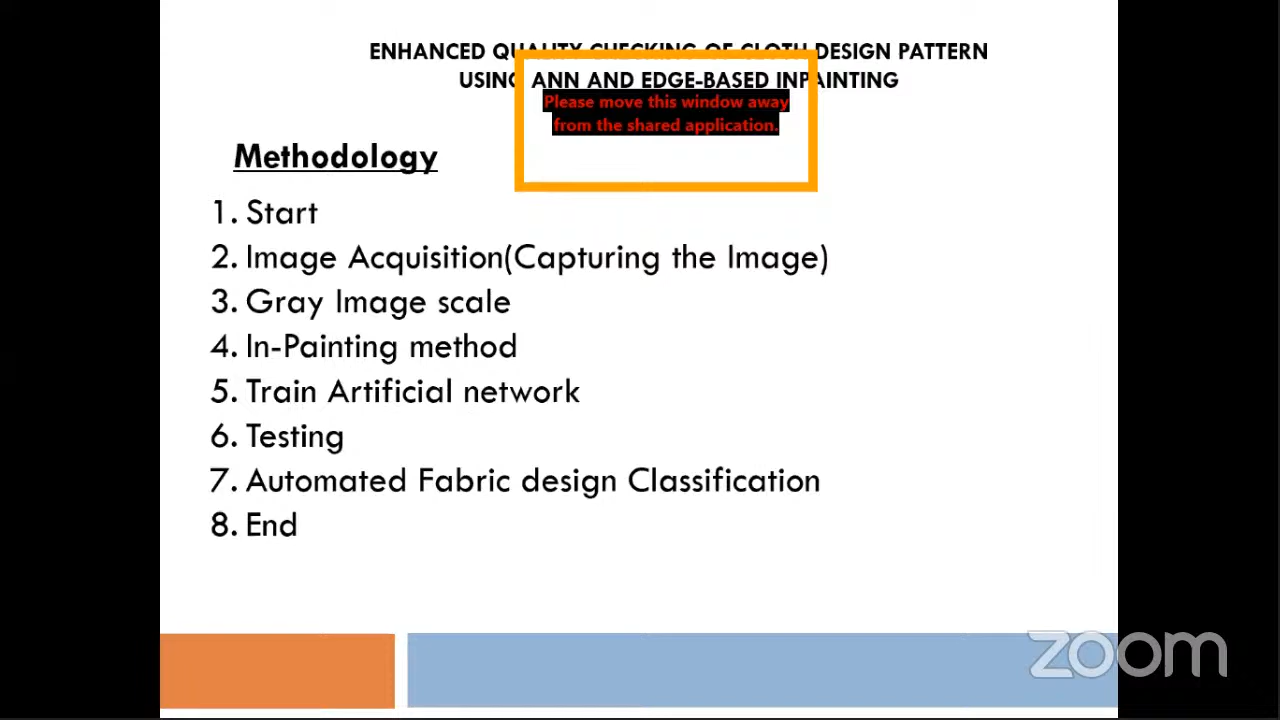 ENHANCED QUALITY CHECKING OF CLOTH DESIGN PATTERN
USING ANN AND EDGE-BASED INPAINTING
Please move this window away
from the shared application.
Methodology
1. Start
2. Image Acquisition(Capturing the Image)
3. Gray Image scale
4. In-Painting method
5. Train Artificial network
6. Testing
7. Automated Fabric design Classification
8. End
zoom